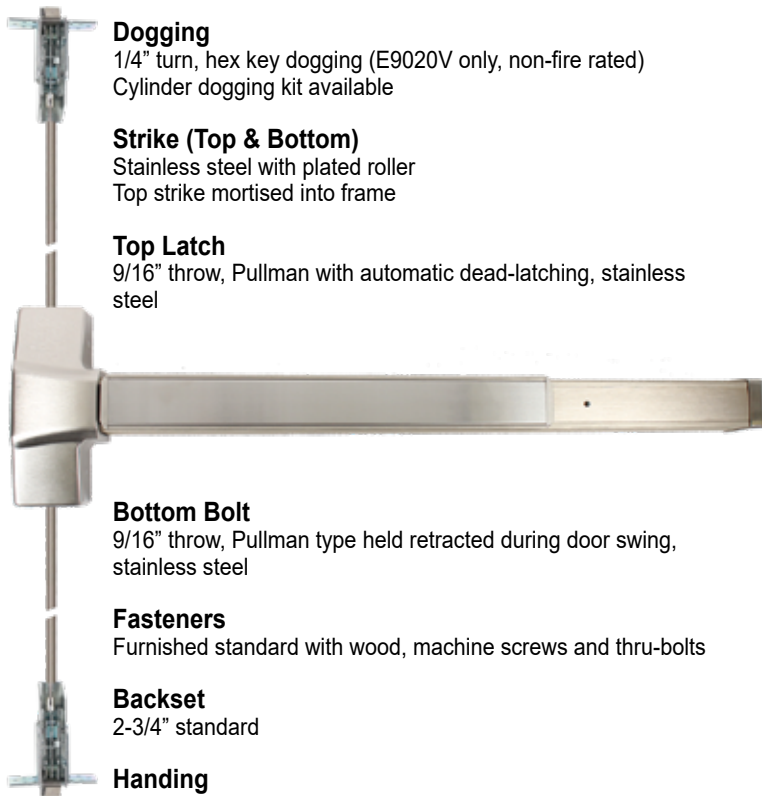 Dogging
1/4” turn, hex key dogging (E9020V only, non-fire rated)
Cylinder dogging kit available
Strike (Top & Bottom)
Stainless steel with plated roller
Top strike mortised into frame
Top Latch
9/16” throw, Pullman with automatic dead-latching, stainless
steel
Bottom Bolt
9/16” throw, Pullman type held retracted during door swing,
stainless steel
Fasteners
Furnished standard with wood, machine screws and thru-bolts
Backset
2-3/4” standard
Handing